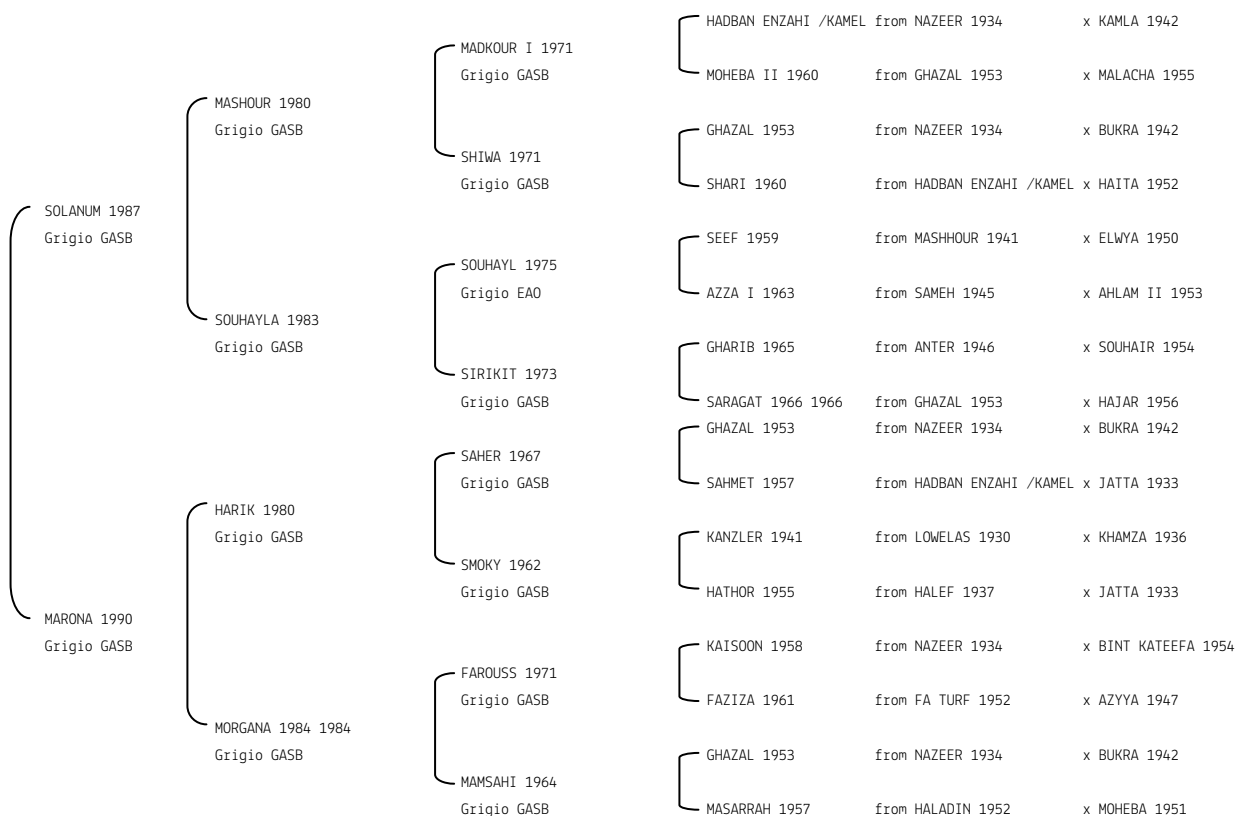 HADBAN ENZAHI /KAMEL from NAZEER 1934 x KAMLA 1942
MADKOUR I 1971
Grigio GASB
MOHEBA II 1960 from GHAZAL 1953 x MALACHA 1955
MASHOUR 1980
Grigio GASB
GHAZAL 1953 from NAZEER 1934 x BUKRA 1942
SHIWA 1971
Grigio GASB
SHARI 1960 from HADBAN ENZAHI /KAMEL x HAITA 1952
SOLANUM 1987
Grigio GASB
SEEF 1959 from MASHHOUR 1941 x ELWYA 1950
SOUHAYL 1975
Grigio EAO
AZZA I 1963 from SAMEH 1945 x AHLAM II 1953
SOUHAYLA 1983
Grigio GASB
GHARIB 1965 from ANTER 1946 x SOUHAIR 1954
SIRIKIT 1973
Grigio GASB
SARAGAT 1966 1966 from GHAZAL 1953 x HAJAR 1956
GHAZAL 1953 from NAZEER 1934 x BUKRA 1942
SAHER 1967
Grigio GASB
SAHMET 1957 from HADBAN ENZAHI /KAMEL x JATTA 1933
HARIK 1980
Grigio GASB
KANZLER 1941 from LOWELAS 1930 x KHAMZA 1936
SMOKY 1962
Grigio GASB
HATHOR 1955 from HALEF 1937 x JATTA 1933
MARONA 1990
Grigio GASB
KAISOON 1958 from NAZEER 1934 x BINT KATEEFA 1954
FAROUSS 1971
Grigio GASB
FAZIZA 1961 from FA TURF 1952 x AZYYA 1947
MORGANA 1984 1984
Grigio GASB
GHAZAL 1953 from NAZEER 1934 x BUKRA 1942
MAMSAHI 1964
Grigio GASB
MASARRAH 1957 from HALADIN 1952 x MOHEBA 1951